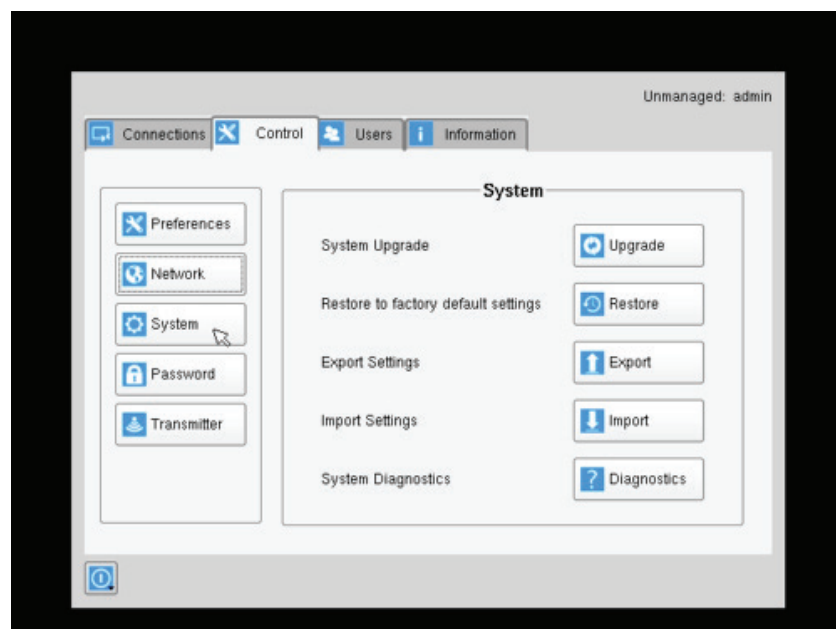 Unmanaged: admin
Connections
Control
Users
Information
Preferences
Network
System
Password
Transmitter
System
System Upgrade
Upgrade
Restore to factory default settings
Restore
Export Settings
Export
Import Settings
Import
System Diagnostics
Diagnostics